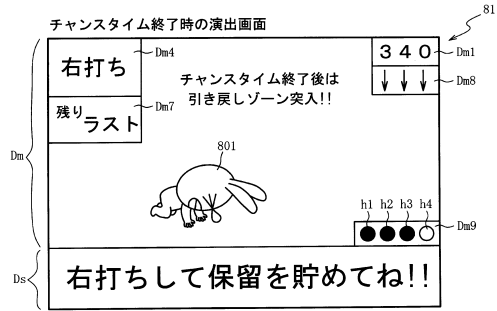 チャンスタイム終了時の演出画面
81
右打ち
Dm4
340
Dm1
↓↓↓
Dm8
チャンスタイム終了後は
引き戻しゾーン突入!!
残り
ラスト
Dm7
Dm
801
h1 h2 h3 h4
Dm9
Ds
右打ちして保留を貯めてね!!